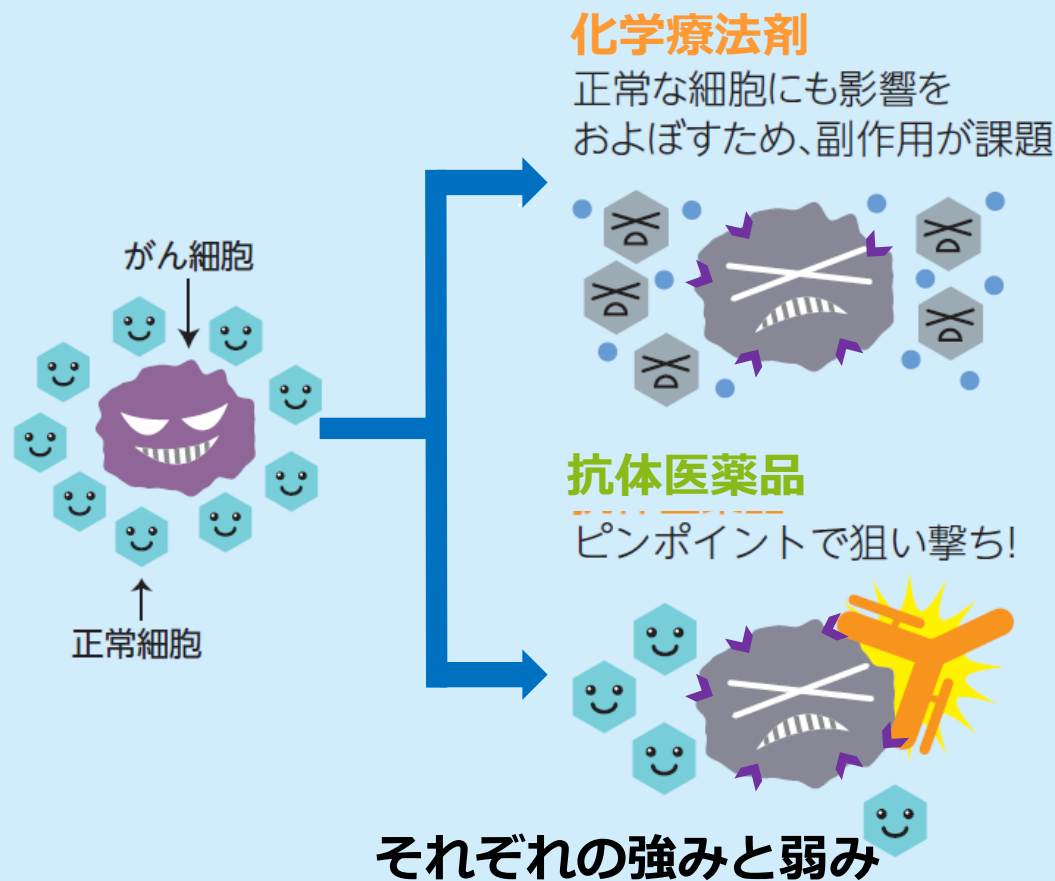 化学療法剤
正常な細胞にも影響を
およぼすため、副作用が課題
がん細胞
正常細胞
抗体医薬品
ピンポイントで狙い撃ち!
それぞれの強みと弱み